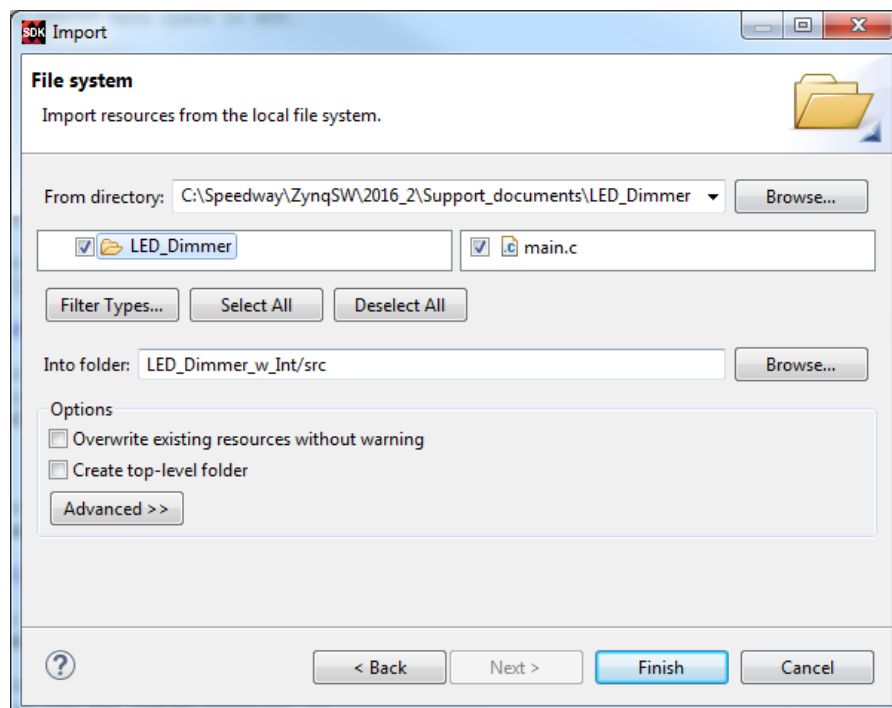 SDK Import
File system
Import resources from the local file system.
From directory: C:\Speedway\ZynqSW\2016_2\Support_documents\LED_Dimmer Browse...
LED_Dimmer .c main.c
Filter Types... Select All Deselect All
Into folder: LED_Dimmer_w_Int/src Browse...
Options
Overwrite existing resources without warning
Create top-level folder
Advanced >>
? < Back Next > Finish Cancel